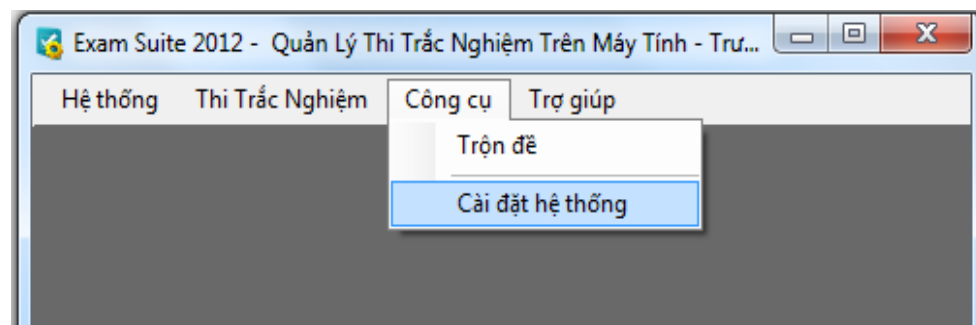 Exam Suite 2012 - Quản Lý Thi Trắc Nghiệm Trên Máy Tính - Trư...
Hệ thống Thi Trắc Nghiệm Công cụ Trợ giúp
Trộn đề
Cài đặt hệ thống